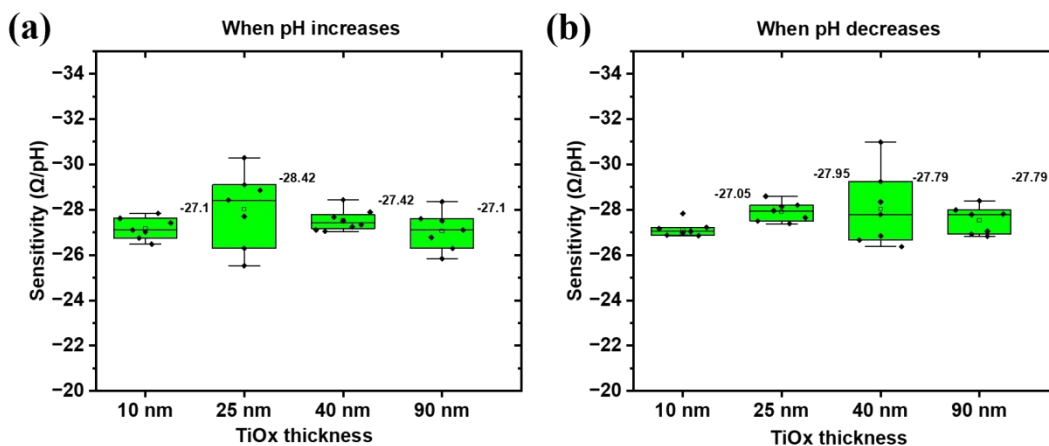 (a)
When pH increases
Sensitivity (Ω/pH)
−34
−32
−30
−28
−26
−24
−22
−20
-27.1
-28.42
-27.42
-27.1
10 nm 25 nm 40 nm 90 nm
TiOx thickness
(b)
When pH decreases
Sensitivity (Ω/pH)
−34
−32
−30
−28
−26
−24
−22
−20
-27.05
-27.95
-27.79
-27.79
10 nm 25 nm 40 nm 90 nm
TiOx thickness